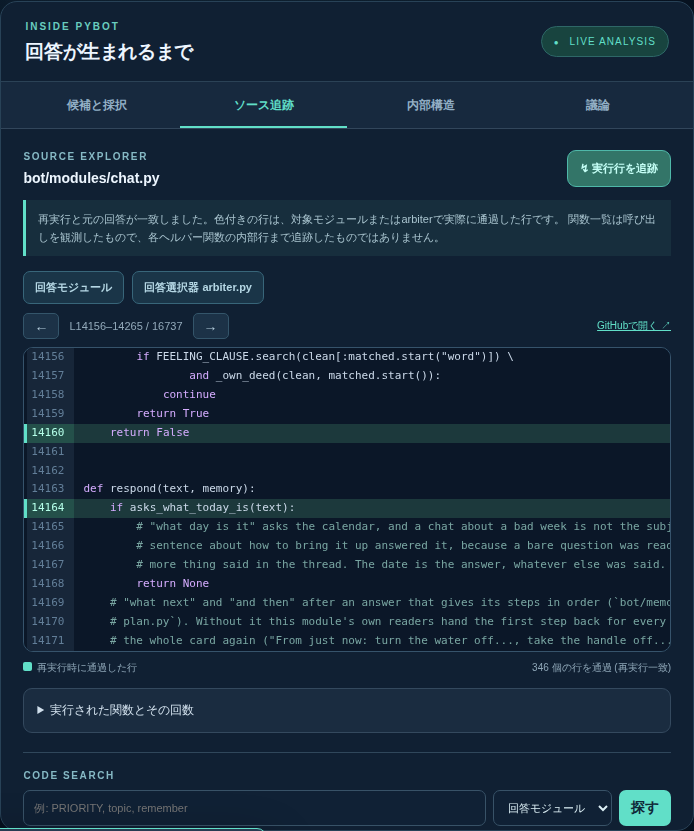 INSIDE PYBOT
回答が生まれるまで
● LIVE ANALYSIS
候補と採択 ソース追跡 内部構造 議論
SOURCE EXPLORER
bot/modules/chat.py
↯ 実行行を追跡
再実行と元の回答が一致しました。色付きの行は、対象モジュールまたはarbiterで実際に通過した行です。 関数一覧は呼び出
しを観測したもので、各ヘルパー関数の内部行まで追跡したものではありません。
回答モジュール 回答選択器 arbiter.py
← L14156–14265 / 16737 → GitHubで開く ↗
14156 if FEELING_CLAUSE.search(clean[:matched.start("word")]) \
14157 and _own_deed(clean, matched.start()):
14158 continue
14159 return True
14160 return False
14161
14162
14163 def respond(text, memory):
14164 if asks_what_today_is(text):
14165 # "what day is it" asks the calendar, and a chat about a bad week is not the subj
14166 # sentence about how to bring it up answered it, because a bare question was read
14167 # more thing said in the thread. The date is the answer, whatever else was said.
14168 return None
14169 # "what next" and "and then" after an answer that gives its steps in order (`bot/memo
14170 # plan.py`). Without it this module's own readers hand the first step back for every
14171 # the whole card again ("From just now: turn the water off..., take the handle off...
再実行時に通過した行 346 個の行を通過 (再実行一致)
▶ 実行された関数とその回数
CODE SEARCH
例: PRIORITY, topic, remember 回答モジュール 探す